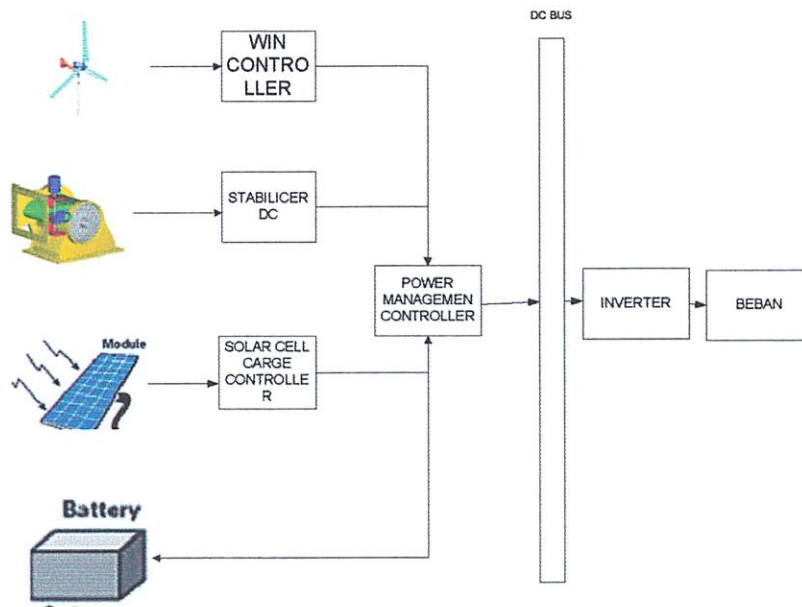 DC BUS
WIN
CONTRO
LLER
STABILICER
DC
POWER
MANAGEMEN
CONTROLLER
INVERTER
BEBAN
Module
SOLAR CELL
CARGE
CONTROLLE
R
Battery